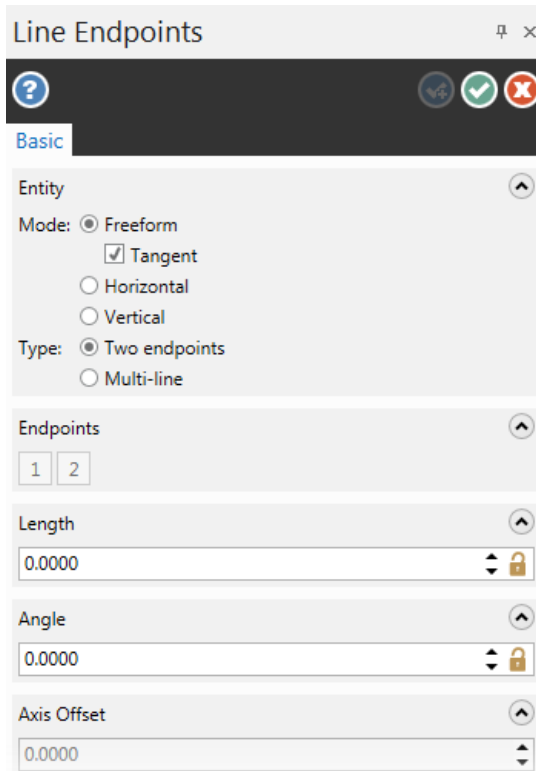 Line Endpoints
?
Basic
Entity
Mode: Freeform
Tangent
Horizontal
Vertical
Type: Two endpoints
Multi-line
Endpoints
1 2
Length
0.0000
Angle
0.0000
Axis Offset
0.0000